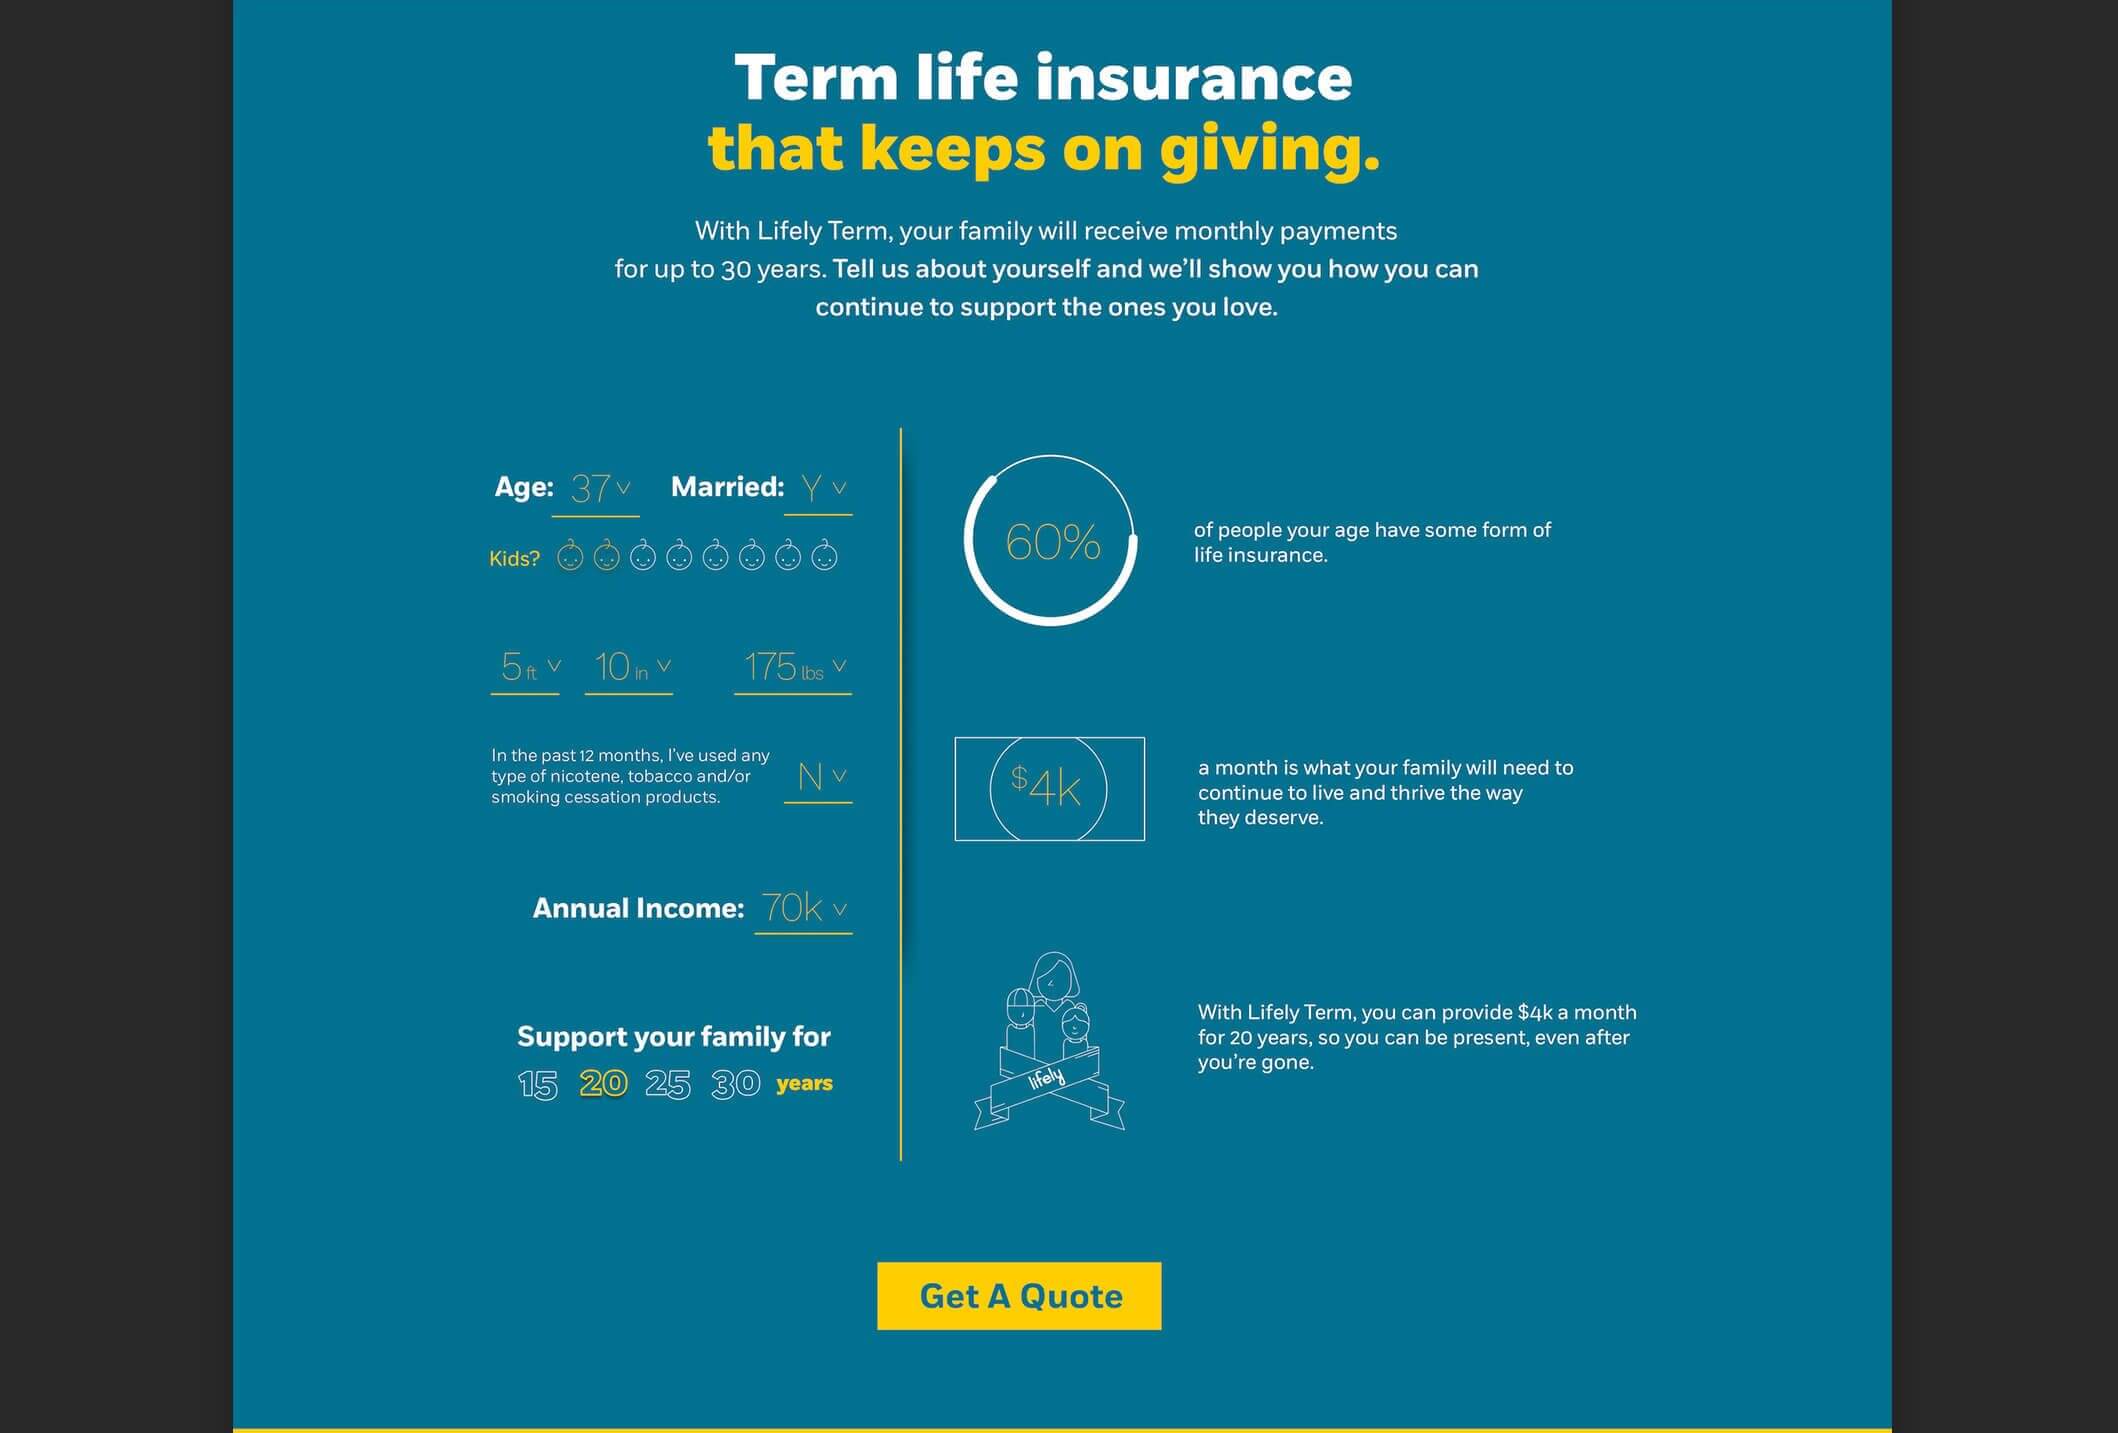 Term life insurance
that keeps on giving.
With Lifely Term, your family will receive monthly payments
for up to 30 years. Tell us about yourself and we'll show you how you can
continue to support the ones you love.
Age: 37 Married: Y
Kids?
5 ft 10 in 175 lbs
In the past 12 months, I've used any
type of nicotene, tobacco and/or
smoking cessation products.
N
Annual Income: 70k
Support your family for
15 20 25 30 years
60%
of people your age have some form of
life insurance.
$4k
a month is what your family will need to
continue to live and thrive the way
they deserve.
lifely
With Lifely Term, you can provide $4k a month
for 20 years, so you can be present, even after
you're gone.
Get A Quote